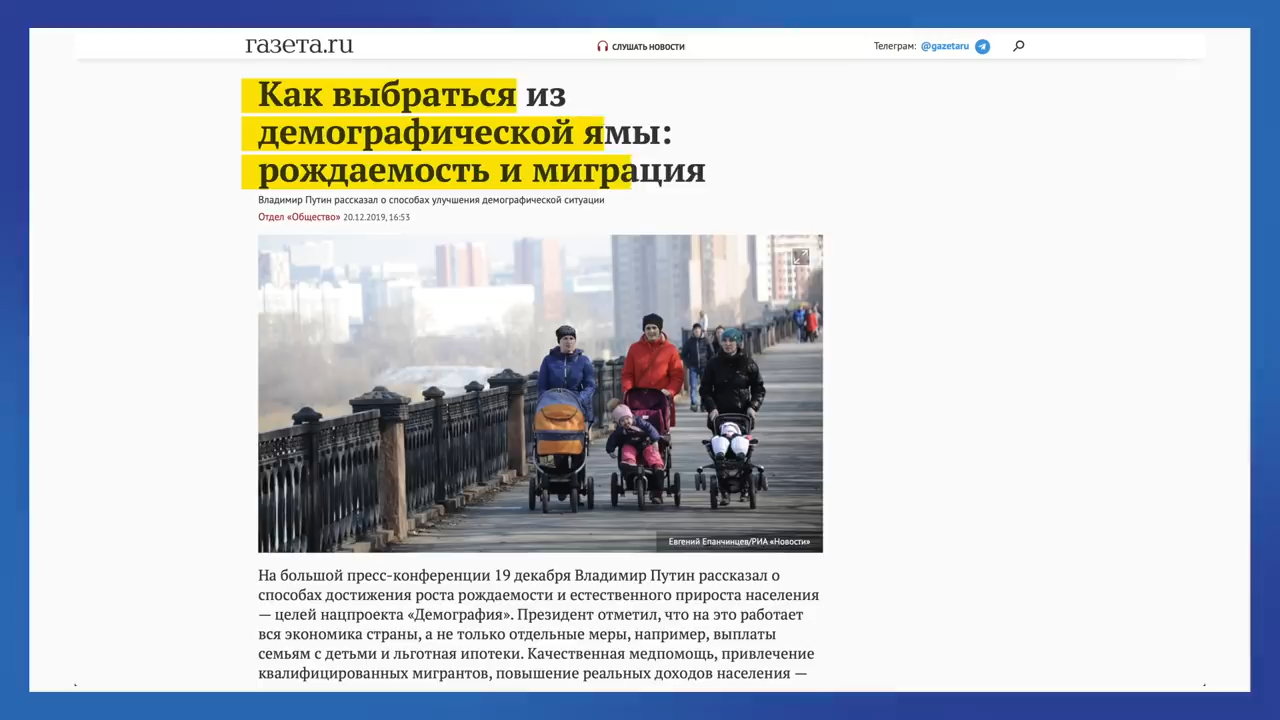 газета.ru
СЛУШАТЬ НОВОСТИ
Телеграм: @gazetaru
Как выбраться из
демографической ямы:
рождаемость и миграция
Владимир Путин рассказал о способах улучшения демографической ситуации
Отдел «Общество» 20.12.2019, 16:53
Евгений Епанчинцев/РИА «Новости»
На большой пресс-конференции 19 декабря Владимир Путин рассказал о
способах достижения роста рождаемости и естественного прироста населения
— целей нацпроекта «Демография». Президент отметил, что на это работает
вся экономика страны, а не только отдельные меры, например, выплаты
семьям с детьми и льготная ипотеки. Качественная медпомощь, привлечение
квалифицированных мигрантов, повышение реальных доходов населения —